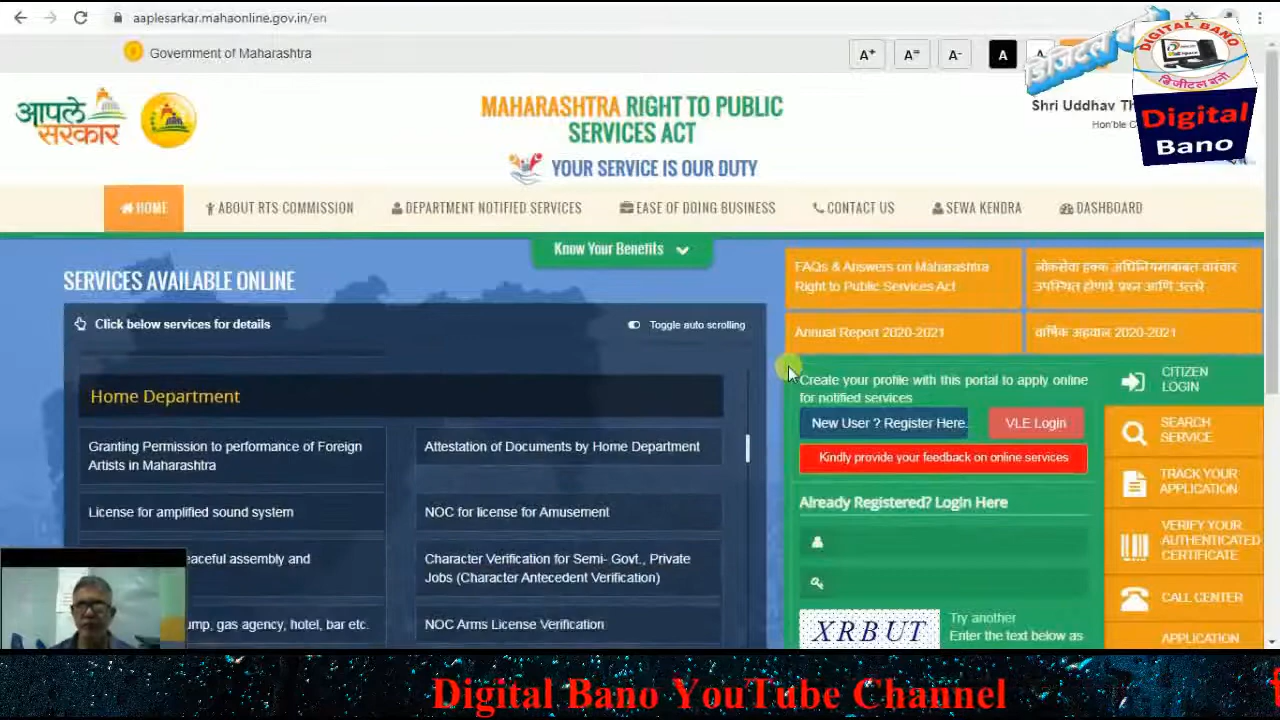 aaplesarkar.mahaonline.gov.in/en
Government of Maharashtra
A+
A=
A-
A
डिजिटल
DIGITAL BANO
डिजीटल बनो
Digital
Bano
आपले
सरकार
MAHARASHTRA RIGHT TO PUBLIC
SERVICES ACT
YOUR SERVICE IS OUR DUTY
Shri Uddhav
Hon'ble
HOME
ABOUT RTS COMMISSION
DEPARTMENT NOTIFIED SERVICES
EASE OF DOING BUSINESS
CONTACT US
SEWA KENDRA
DASHBOARD
Know Your Benefits
SERVICES AVAILABLE ONLINE
Click below services for details
Toggle auto scrolling
Home Department
Granting Permission to performance of Foreign
Artists in Maharashtra
Attestation of Documents by Home Department
License for amplified sound system
NOC for license for Amusement
peaceful assembly and
Character Verification for Semi- Govt., Private
Jobs (Character Antecedent Verification)
gas agency, hotel, bar etc.
NOC Arms License Verification
FAQs & Answers on Maharashtra
Right to Public Services Act
लोकसेवा हक्क अधिनियमाबाबत वारंवार
उपस्थित होणारे प्रश्न आणि उत्तरे
Annual Report 2020-2021
वार्षिक अहवाल 2020-2021
Create your profile with this portal to apply online
for notified services
New User ? Register Here.
VLE Login
Kindly provide your feedback on online services
Already Registered? Login Here
XRBUT
Try another
Enter the text below as
CITIZEN
LOGIN
SEARCH
SERVICE
TRACK YOUR
APPLICATION
VERIFY YOUR
AUTHENTICATED
CERTIFICATE
CALL CENTER
APPLICATION
Digital Bano YouTube Channel